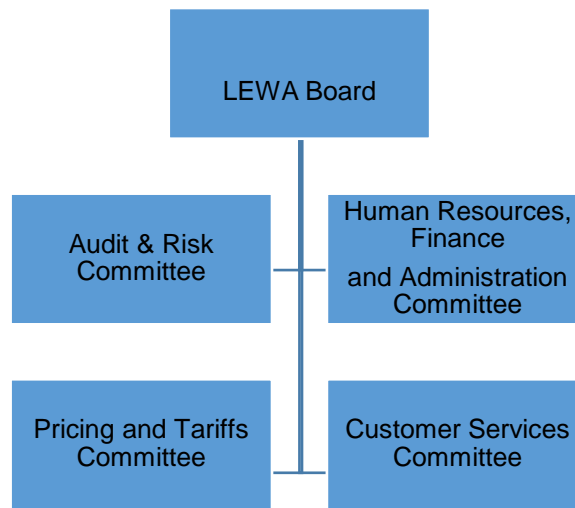 LEWA Board
Audit & Risk
Committee
Human Resources,
Finance
and Administration
Committee
Pricing and Tariffs
Committee
Customer Services
Committee